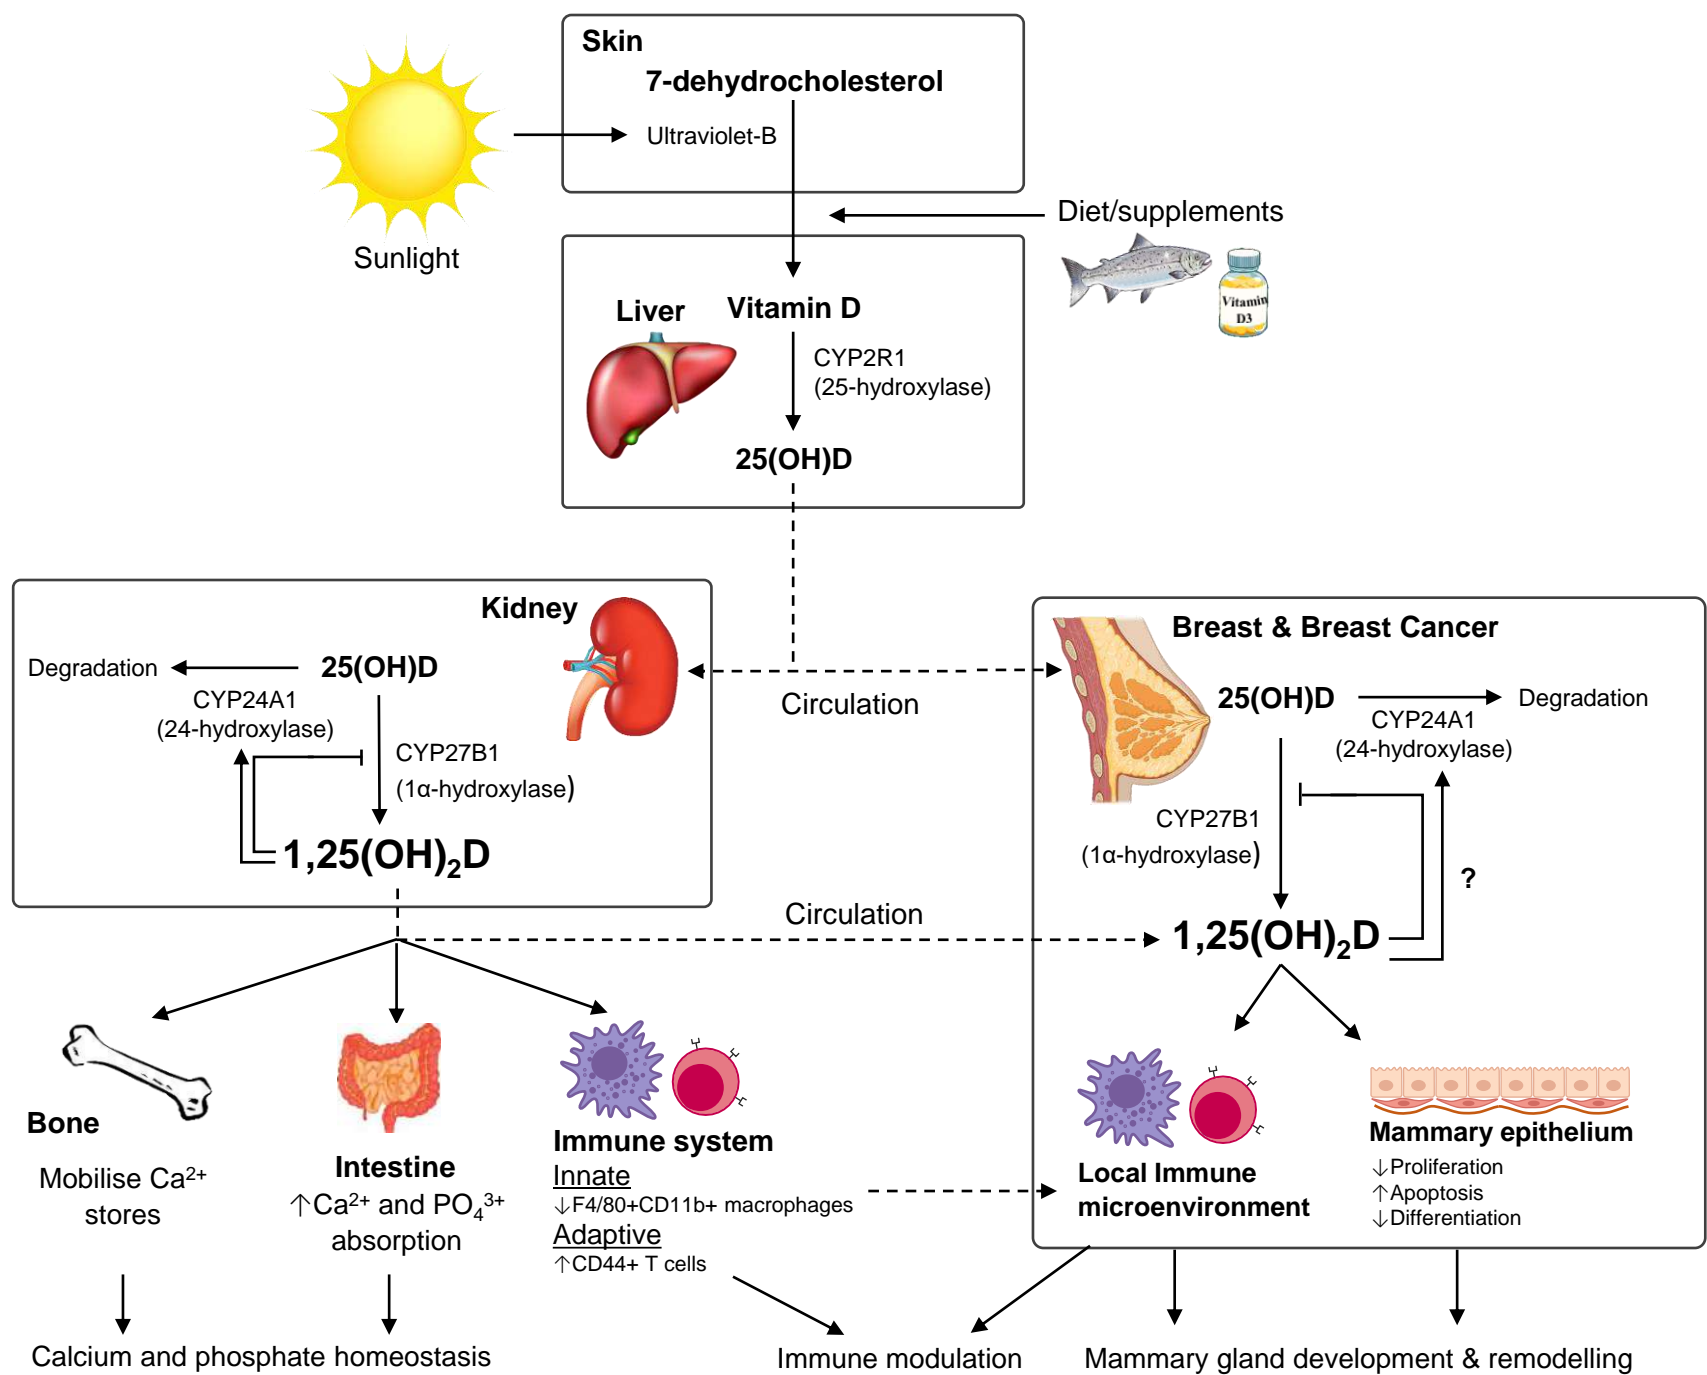 Skin
7-dehydrocholesterol
Ultraviolet-B
Sunlight
Diet/supplements
Vitamin
D3
Liver
Vitamin D
CYP2R1
(25-hydroxylase)
25(OH)D
Kidney
Degradation
25(OH)D
CYP24A1
(24-hydroxylase)
CYP27B1
(1α-hydroxylase)
1,25(OH)₂D
Circulation
Circulation
Breast & Breast Cancer
25(OH)D
Degradation
CYP24A1
(24-hydroxylase)
CYP27B1
(1α-hydroxylase)
?
1,25(OH)₂D
Bone
Mobilise Ca²⁺
stores
Intestine
↑Ca²⁺ and PO₄³⁺
absorption
Immune system
Innate
↓F4/80+CD11b+ macrophages
Adaptive
↑CD44+ T cells
Local Immune
microenvironment
Mammary epithelium
↓Proliferation
↑Apoptosis
↓Differentiation
Calcium and phosphate homeostasis
Immune modulation
Mammary gland development & remodelling